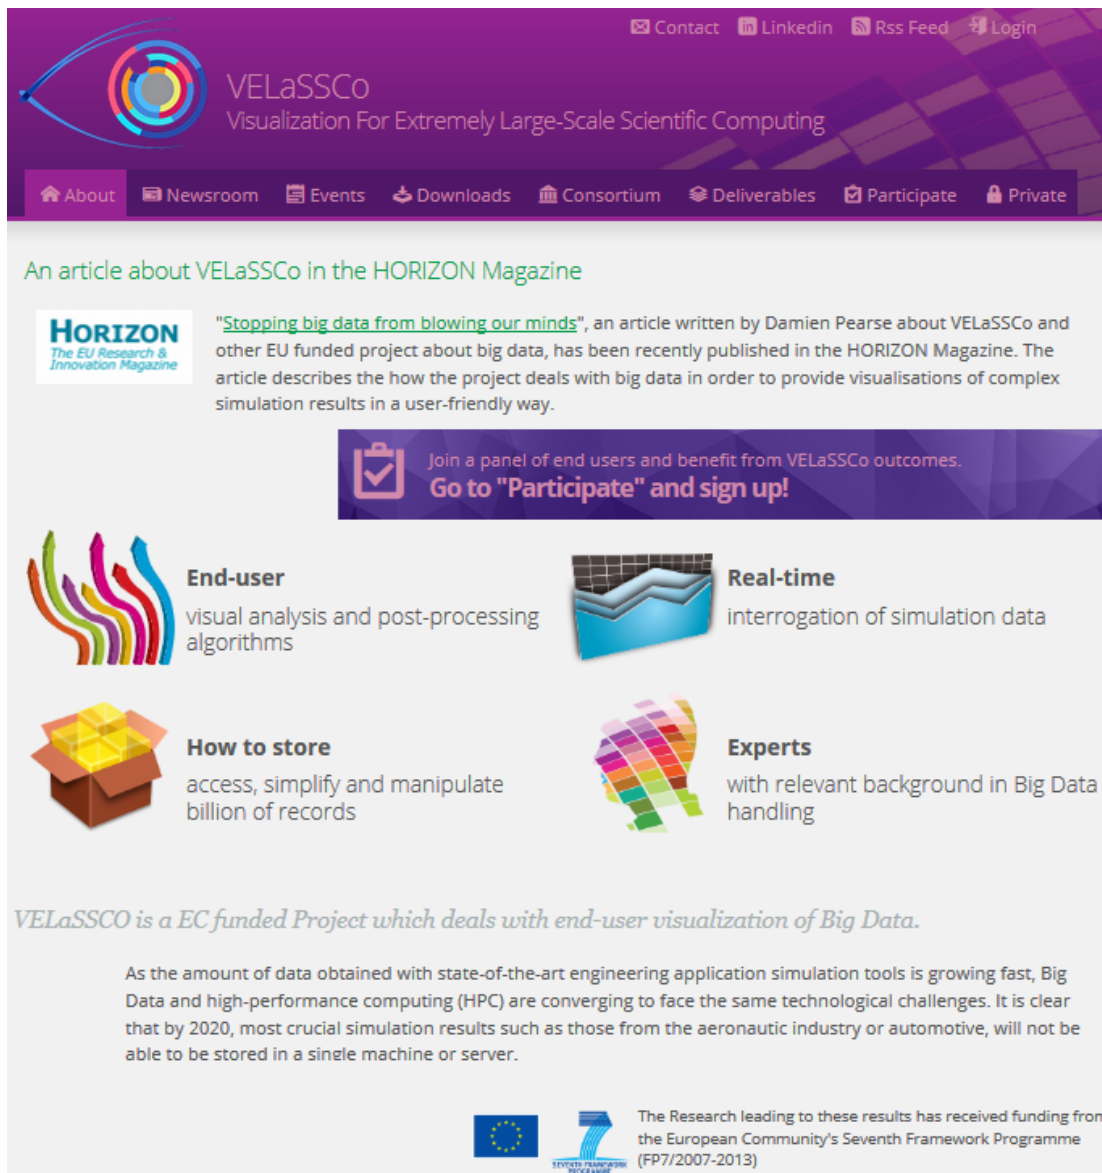 Contact Linkedin Rss Feed Login
VELaSSCo
Visualization For Extremely Large-Scale Scientific Computing
About Newsroom Events Downloads Consortium Deliverables Participate Private
An article about VELaSSCo in the HORIZON Magazine
HORIZON
The EU Research &
Innovation Magazine
"Stopping big data from blowing our minds", an article written by Damien Pearse about VELaSSCo and
other EU funded project about big data, has been recently published in the HORIZON Magazine. The
article describes the how the project deals with big data in order to provide visualisations of complex
simulation results in a user-friendly way.
Join a panel of end users and benefit from VELaSSCo outcomes.
Go to "Participate" and sign up!
End-user
visual analysis and post-processing
algorithms
Real-time
interrogation of simulation data
How to store
access, simplify and manipulate
billion of records
Experts
with relevant background in Big Data
handling
VELaSSCO is a EC funded Project which deals with end-user visualization of Big Data.
As the amount of data obtained with state-of-the-art engineering application simulation tools is growing fast, Big
Data and high-performance computing (HPC) are converging to face the same technological challenges. It is clear
that by 2020, most crucial simulation results such as those from the aeronautic industry or automotive, will not be
able to be stored in a single machine or server.
SEVENTH FRAMEWORK
PROGRAMME
The Research leading to these results has received funding from
the European Community's Seventh Framework Programme
(FP7/2007-2013)